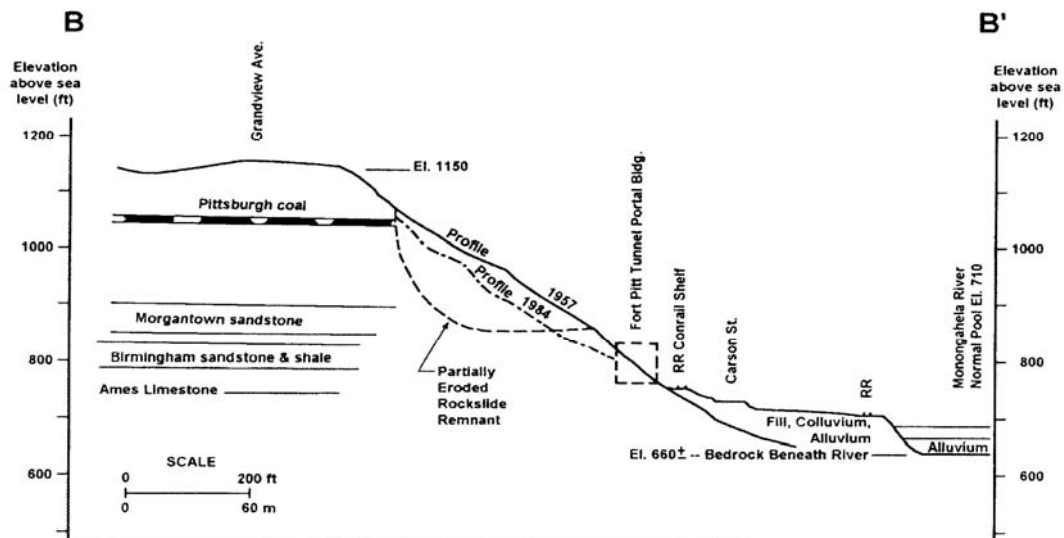 B
B'
Elevation
above sea
level (ft)
Grandview Ave.
Elevation
above sea
level (ft)
1200
El. 1150
Pittsburgh coal
1000
Profile 1957
Profile 1984
Morgantown sandstone
Birmingham sandstone & shale
800
Ames Limestone
Partially
Eroded
Rockslide
Remnant
Fort Pitt Tunnel Portal Bldg.
RR Conrail Shelf
Carson St.
RR
Monongahela River
Normal Pool El. 710
1200
1000
800
600
Fill, Colluvium,
Alluvium
Alluvium
El. 660± -- Bedrock Beneath River
600
SCALE
0 200 ft
0 60 m